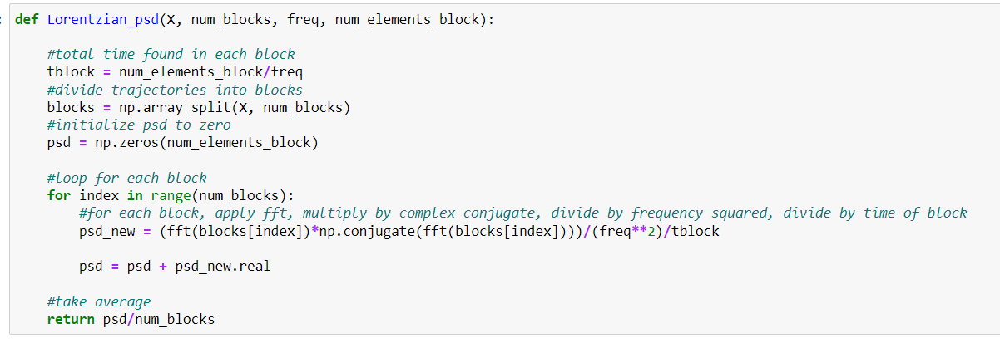 def Lorentzian_psd(X, num_blocks, freq, num_elements_block):
#total time found in each block
tblock = num_elements_block/freq
#divide trajectories into blocks
blocks = np.array_split(X, num_blocks)
#initialize psd to zero
psd = np.zeros(num_elements_block)
#loop for each block
for index in range(num_blocks):
#for each block, apply fft, multiply by complex conjugate, divide by frequency squared, divide by time of block
psd_new = (fft(blocks[index])*np.conjugate(fft(blocks[index])))/(freq**2)/tblock
psd = psd + psd_new.real
#take average
return psd/num_blocks